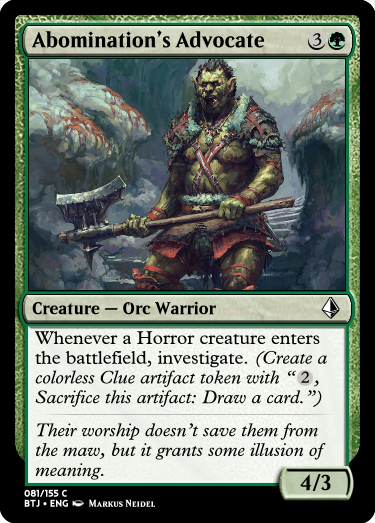 Abomination's Advocate 3
Creature — Orc Warrior
Whenever a Horror creature enters
the battlefield, investigate. (Create a
colorless Clue artifact token with “2,
Sacrifice this artifact: Draw a card.”)
Their worship doesn't save them from
the maw, but it grants some illusion of
meaning.
4/3
081/155 C
BTJ • ENG Markus Neidel